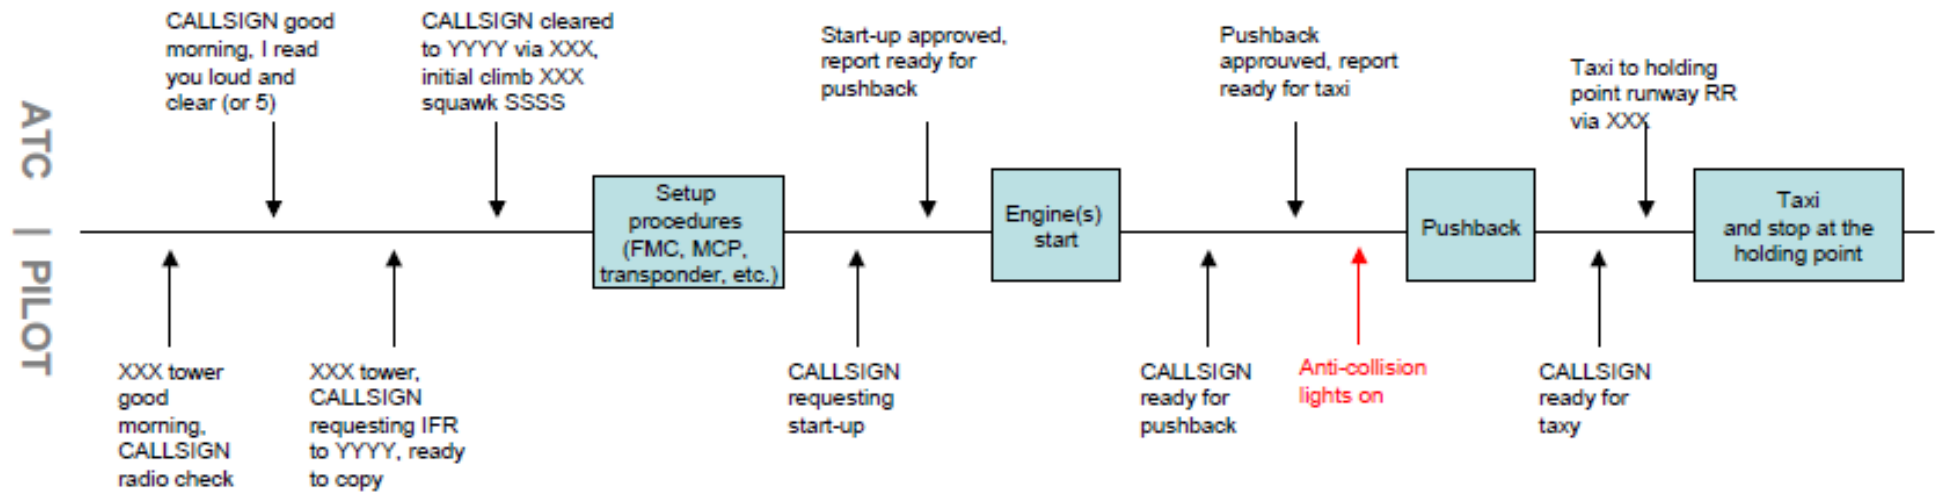 CALLSIGN good
morning, I read
you loud and
clear (or 5)
CALLSIGN cleared
to YYYY via XXX,
initial climb XXX
squawk SSSS
Start-up approved,
report ready for
pushback
Pushback
approuved, report
ready for taxi
Taxi to holding
point runway RR
via XXX
ATC | PILOT
Setup
procedures
(FMC, MCP,
transponder, etc.)
Engine(s)
start
Pushback
Taxi
and stop at the
holding point
XXX tower
good
morning,
CALLSIGN
radio check
XXX tower,
CALLSIGN
requesting IFR
to YYYY, ready
to copy
CALLSIGN
requesting
start-up
CALLSIGN
ready for
pushback
Anti-collision
lights on
CALLSIGN
ready for
taxy